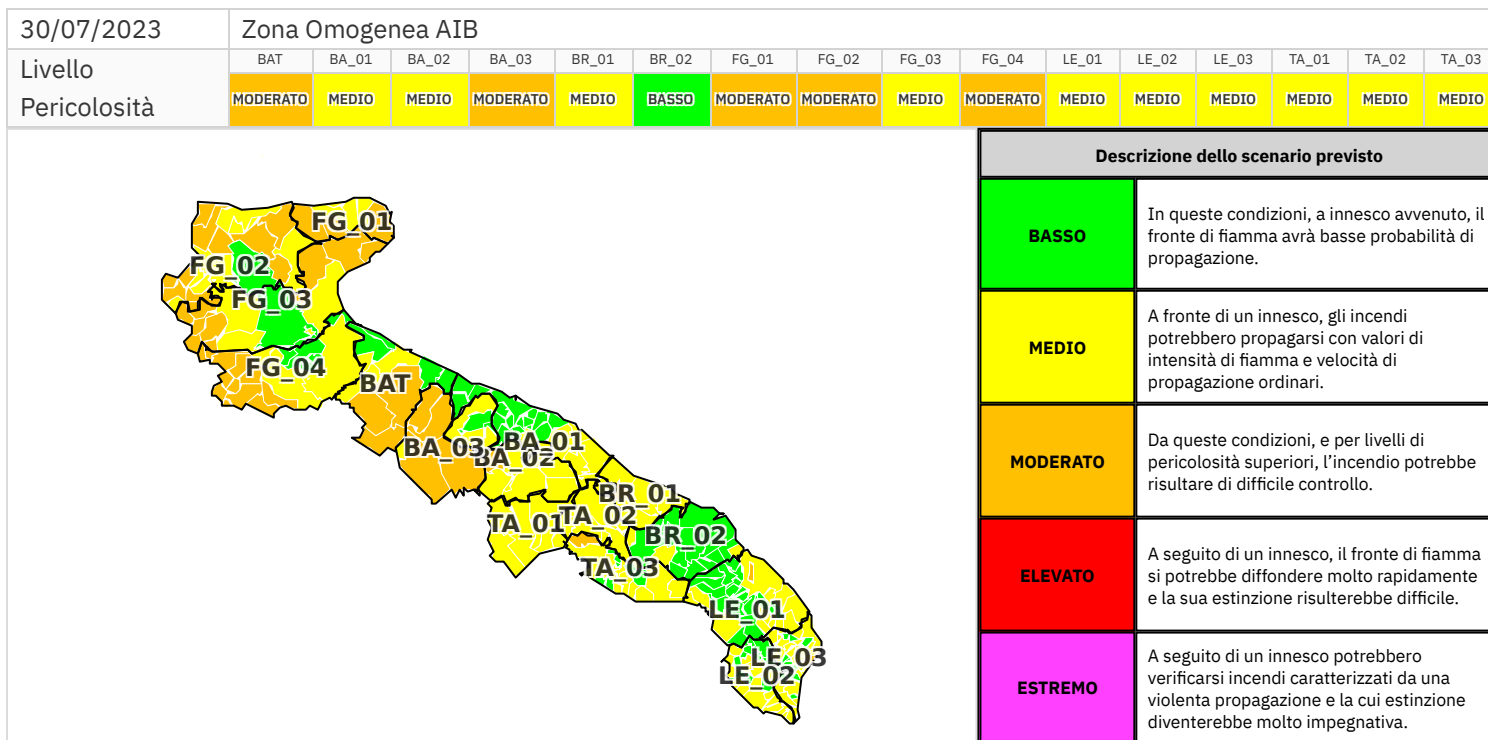 30/07/2023
Zona Omogenea AIB
Livello
Pericolosità
BAT BA_01 BA_02 BA_03 BR_01 BR_02 FG_01 FG_02 FG_03 FG_04 LE_01 LE_02 LE_03 TA_01 TA_02 TA_03
MODERATO MEDIO MEDIO MODERATO MEDIO BASSO MODERATO MODERATO MEDIO MODERATO MEDIO MEDIO MEDIO MEDIO MEDIO MEDIO
FG_01
FG_02
FG_03
FG_04
BAT
BA_03
BA_01
BA_02
BR_01
TA_01
TA_02
BR_02
TA_03
LE_01
LE_03
LE_02
Descrizione dello scenario previsto
BASSO
In queste condizioni, a innesco avvenuto, il
fronte di fiamma avrà basse probabilità di
propagazione.
MEDIO
A fronte di un innesco, gli incendi
potrebbero propagarsi con valori di
intensità di fiamma e velocità di
propagazione ordinari.
MODERATO
Da queste condizioni, e per livelli di
pericolosità superiori, l’incendio potrebbe
risultare di difficile controllo.
ELEVATO
A seguito di un innesco, il fronte di fiamma
si potrebbe diffondere molto rapidamente
e la sua estinzione risulterebbe difficile.
ESTREMO
A seguito di un innesco potrebbero
verificarsi incendi caratterizzati da una
violenta propagazione e la cui estinzione
diventerebbe molto impegnativa.